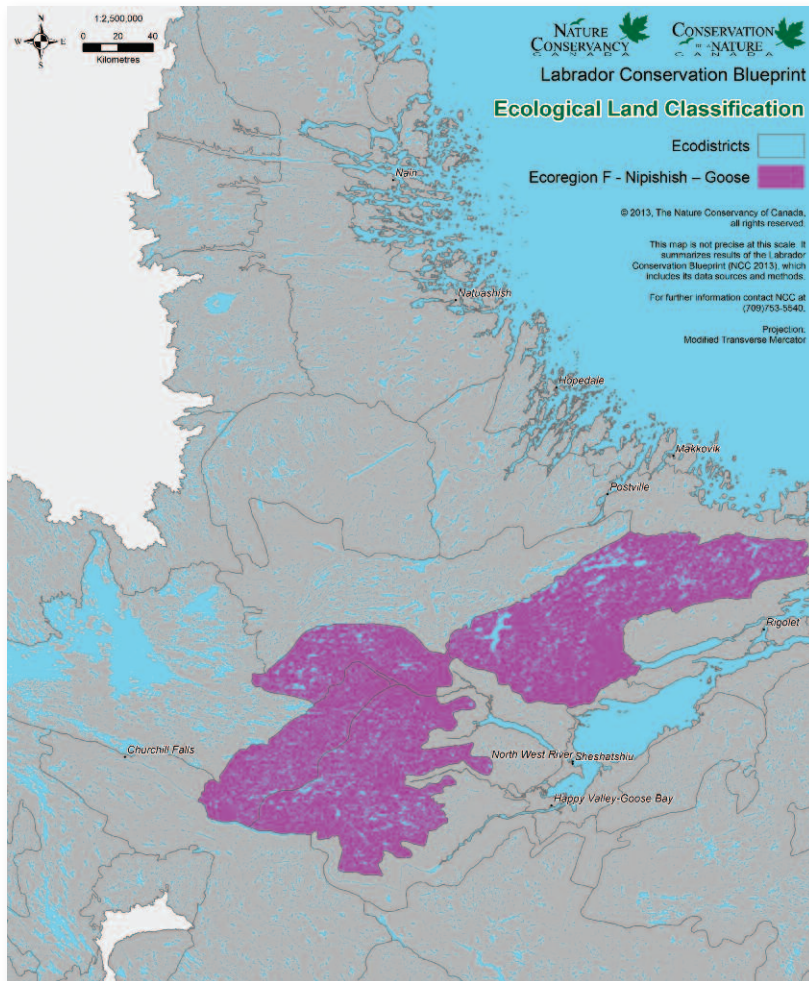 1:2,500,000
0 20 40
Kilometres
N
W E
S
NATURE
CONSERVANCY
CANADA
CONSERVATION
DE LA NATURE
CANADA
Labrador Conservation Blueprint
Ecological Land Classification
Ecodistricts
Ecoregion F - Nipishish – Goose
© 2013, The Nature Conservancy of Canada,
all rights reserved.
This map is not precise at this scale. It
summarizes results of the Labrador
Conservation Blueprint (NCC 2013), which
includes its data sources and methods.
For further information contact NCC at
(709)753-5540.
Projection:
Modified Transverse Mercator
Nain
Natuashish
Hopedale
Makkovik
Postville
Rigolet
Churchill Falls
North West River
Sheshatshiu
Happy Valley-Goose Bay